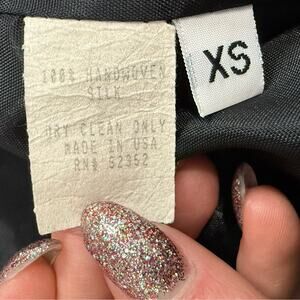 100% HANDWOVEN
SILK
DRY CLEAN ONLY
MADE IN USA
RN# 52352
XS